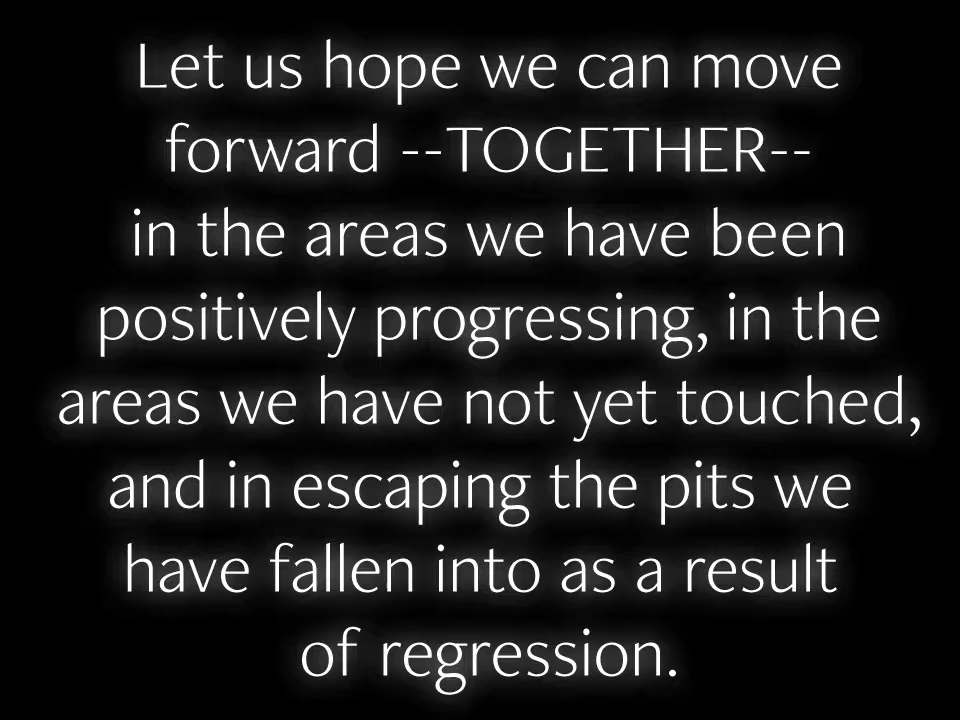 Let us hope we can move
forward --TOGETHER--
in the areas we have been
positively progressing, in the
areas we have not yet touched,
and in escaping the pits we
have fallen into as a result
of regression.